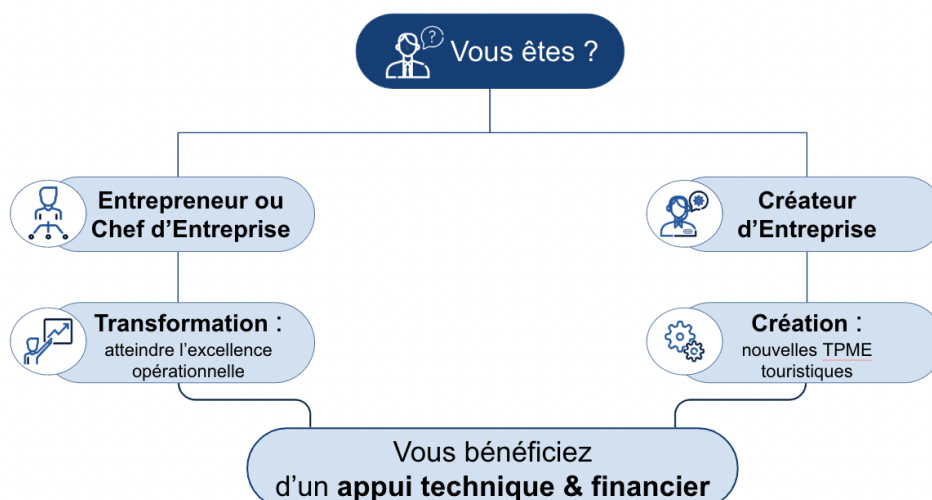 ?
Vous êtes ?
Entrepreneur ou
Chef d'Entreprise
Créateur
d'Entreprise
Transformation :
atteindre l'excellence
opérationnelle
Création :
nouvelles TPME
touristiques
Vous bénéficiez
d'un appui technique & financier